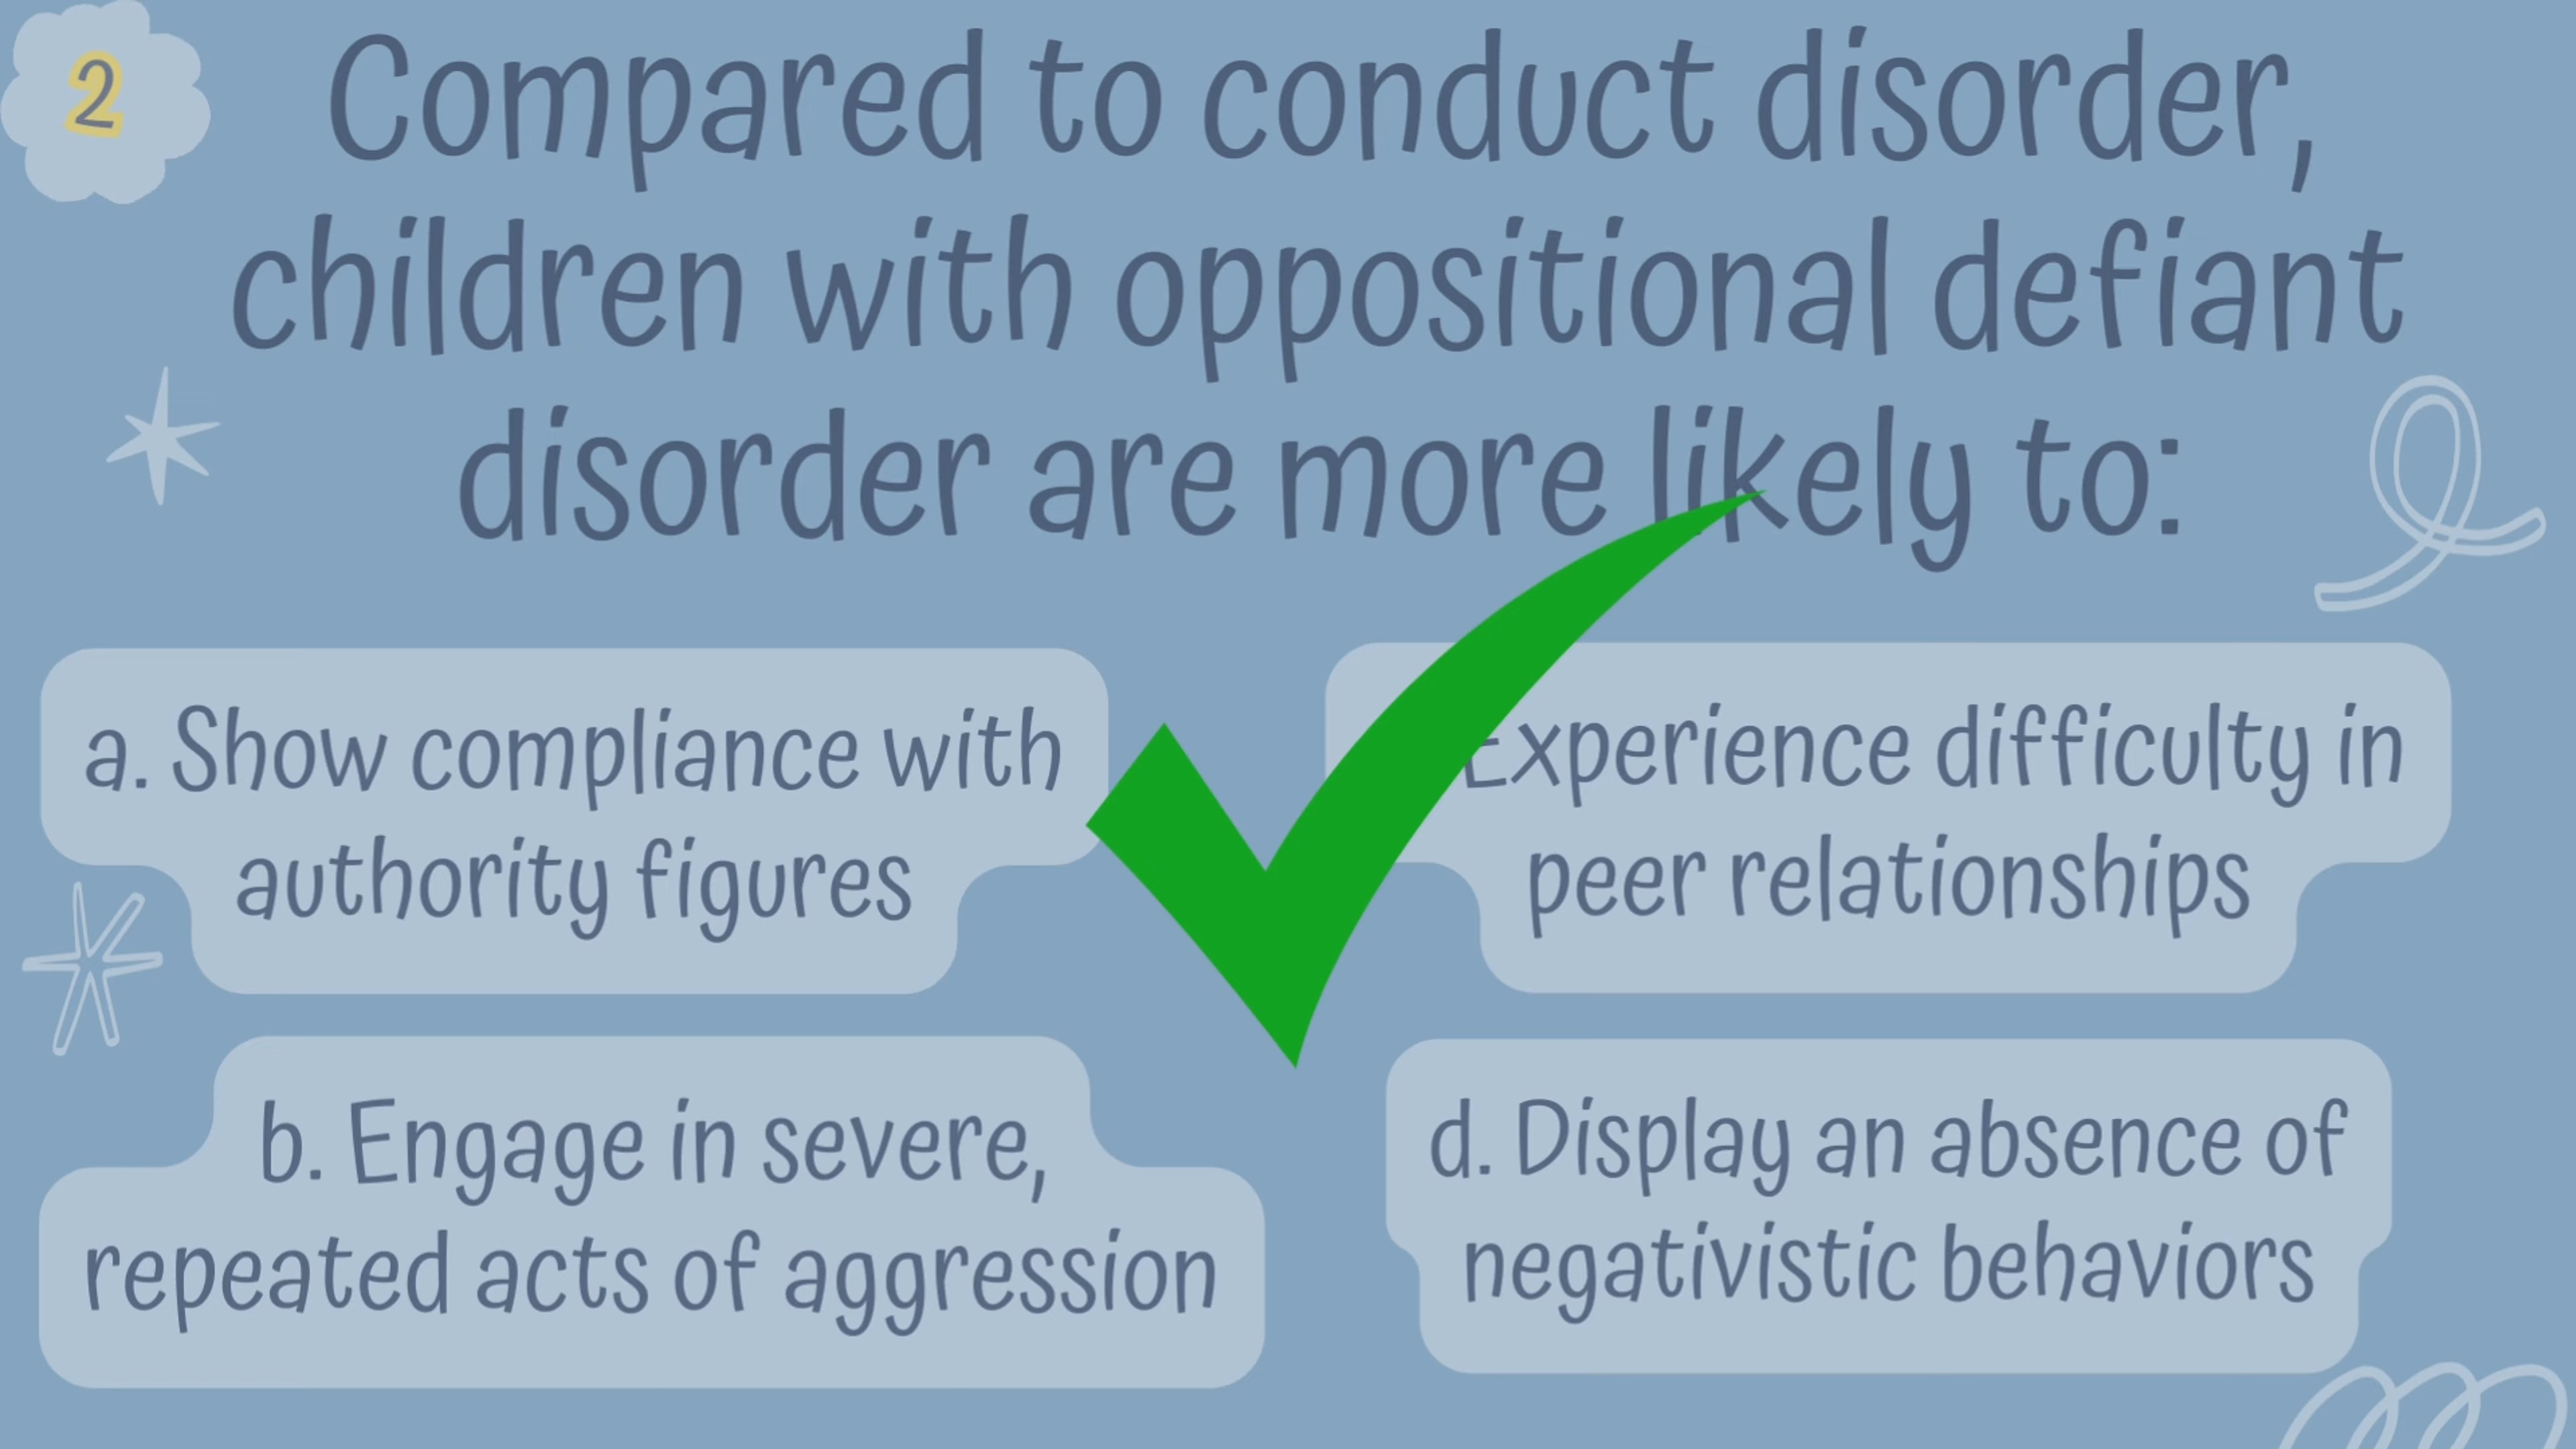 2
Compared to conduct disorder,
children with oppositional defiant
disorder are more likely to:
a. Show compliance with
authority figures
Experience difficulty in
peer relationships
b. Engage in severe,
repeated acts of aggression
d. Display an absence of
negativistic behaviors